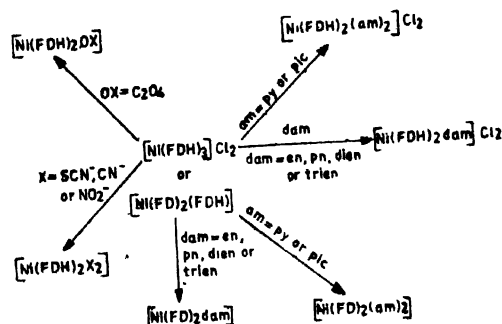 [Ni(FDH)2(am)2]Cl2
[Ni(FDH)2OX]
OX=C2O4
am=py or pic
dam
[Ni(FDH)3]Cl2
[Ni(FDH)2dam]Cl2
dam=en, pn, dien
or trien
X=SCN⁻,CN⁻
or NO2⁻
or
[Ni(FD)2(FDH)]
am=py or pic
dam=en,
pn, dien or
trien
[Ni(FDH)2X2]
[Ni(FD)2dam]
[Ni(FD)2(am)2]